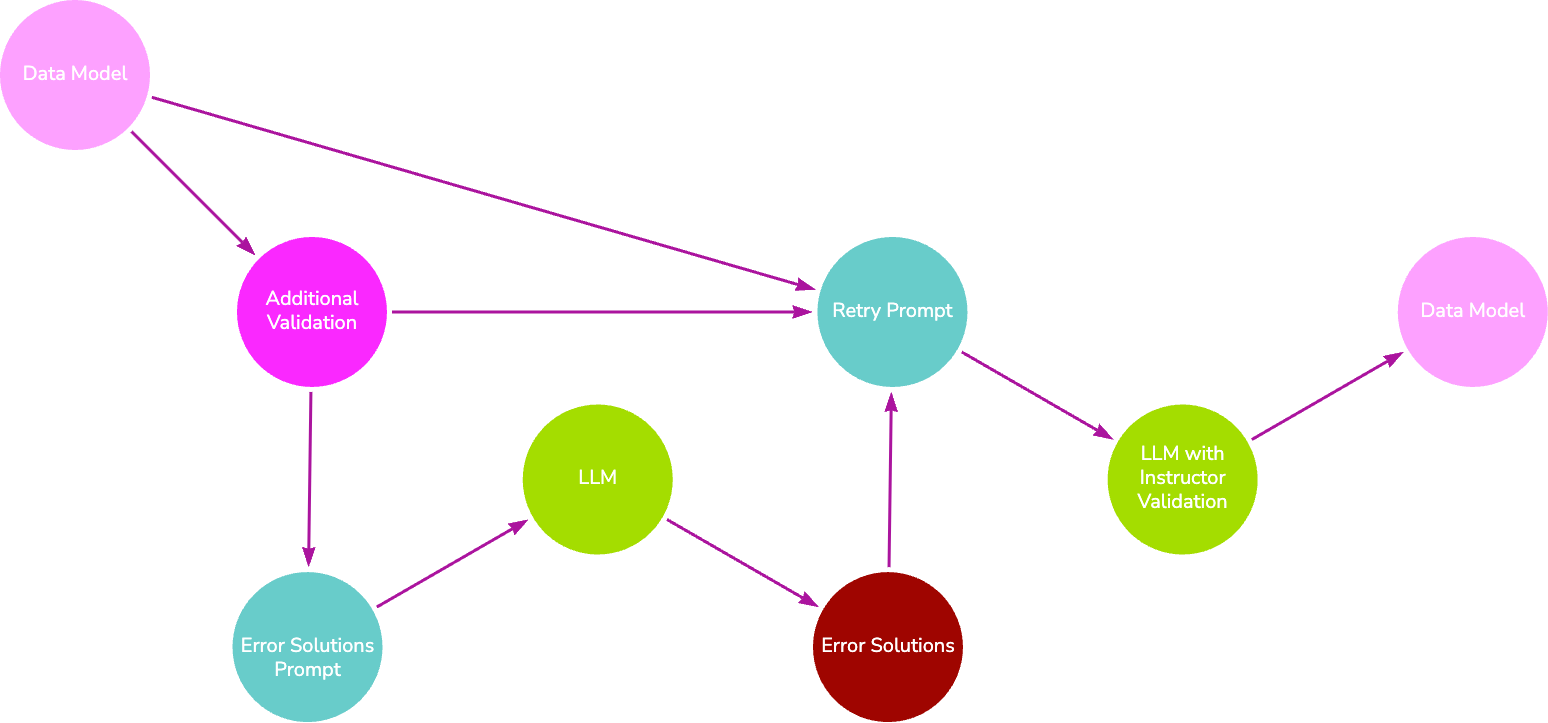 Data Model
Additional
Validation
Retry Prompt
Data Model
LLM
LLM with
Instructor
Validation
Error Solutions
Prompt
Error Solutions